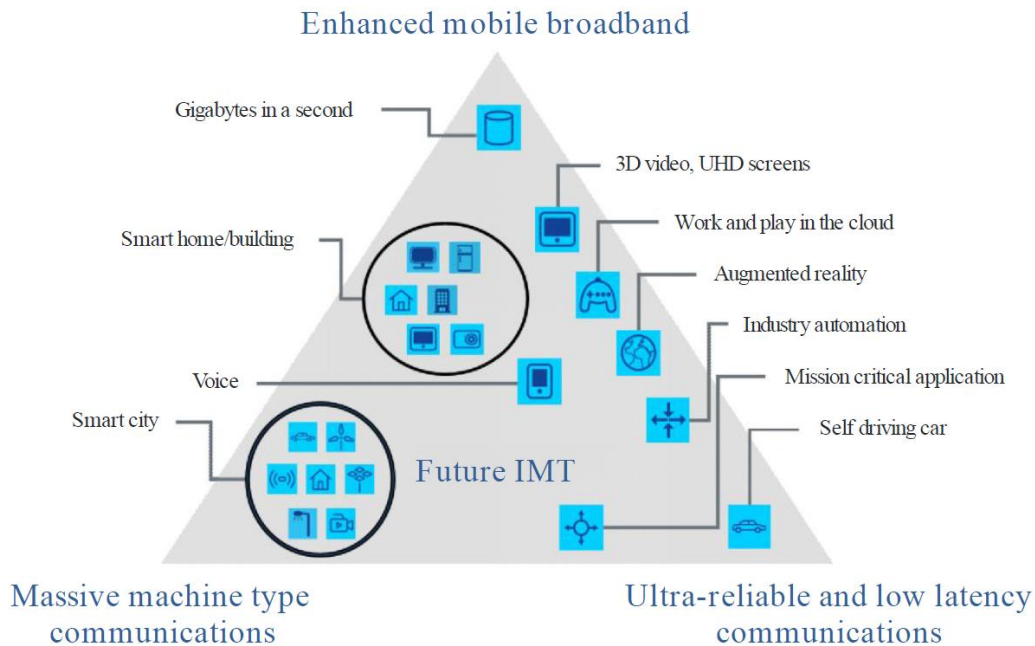 Enhanced mobile broadband
Gigabytes in a second
3D video, UHD screens
Work and play in the cloud
Smart home/building
Augmented reality
Industry automation
Voice
Mission critical application
Smart city
Self driving car
Future IMT
Massive machine type
communications
Ultra-reliable and low latency
communications